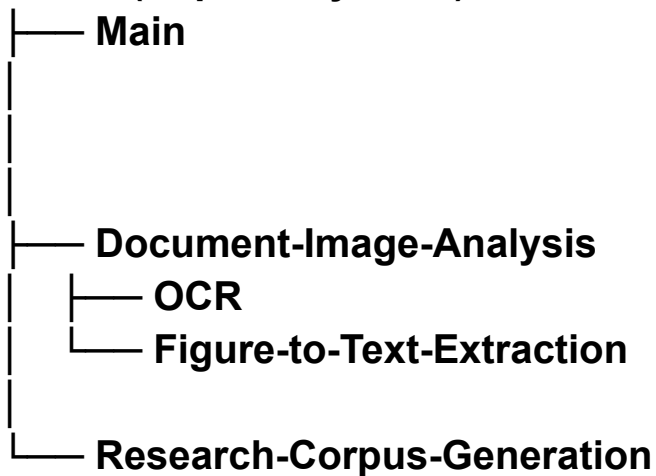 ├── Main
│
│
│
├── Document-Image-Analysis
│   ├── OCR
│   └── Figure-to-Text-Extraction
│
└── Research-Corpus-Generation